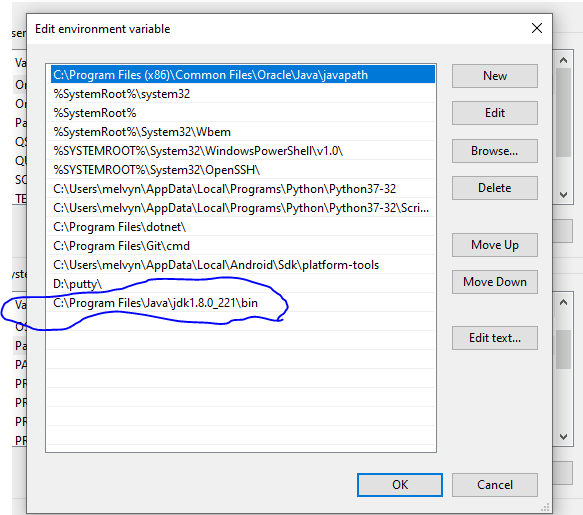 Edit environment variable
C:\Program Files (x86)\Common Files\Oracle\Java\javapath
%SystemRoot%\system32
%SystemRoot%
%SystemRoot%\System32\Wbem
%SYSTEMROOT%\System32\WindowsPowerShell\v1.0\
%SYSTEMROOT%\System32\OpenSSH\
C:\Users\melvyn\AppData\Local\Programs\Python\Python37-32
C:\Users\melvyn\AppData\Local\Programs\Python\Python37-32\Scri...
C:\Program Files\dotnet\
C:\Program Files\Git\cmd
C:\Users\melvyn\AppData\Local\Android\Sdk\platform-tools
D:\putty\
C:\Program Files\Java\jdk1.8.0_221\bin
New
Edit
Browse...
Delete
Move Up
Move Down
Edit text...
OK
Cancel
ser
Va
On
Pa
QS
QU
SO
TE
yste
Va
OS
Pa
PA
PR
PR
PR
PR